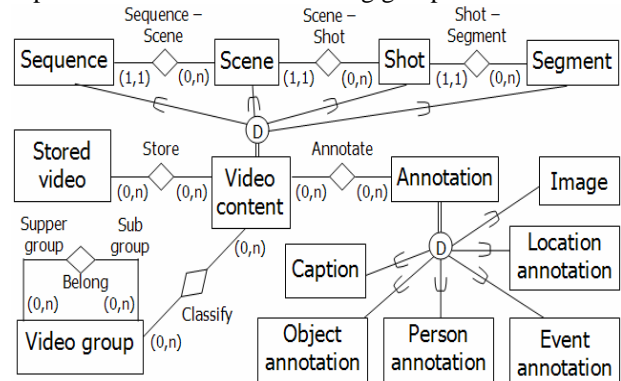 Sequence –
Scene
Scene –
Shot
Shot –
Segment
Sequence
Scene
Shot
Segment
(1,1)
(0,n)
(1,1)
(0,n)
(1,1)
(0,n)
D
Stored
video
Store
Video
content
Annotate
Annotation
Image
(0,n)
(0,n)
(0,n)
(0,n)
Supper
group
Sub
group
(0,n)
D
Location
annotation
Belong
Caption
(0,n)
(0,n)
Classify
Video group
(0,n)
Object
annotation
Person
annotation
Event
annotation